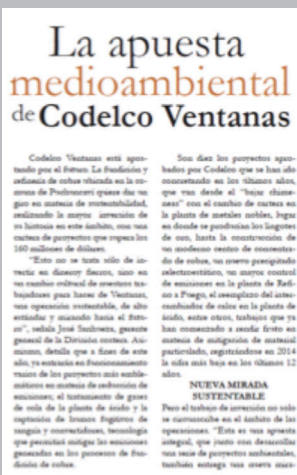 La apuesta
medioambiental
de Codelco Ventanas
Codelco Ventanas está apos-
tando por el futuro. La fundición y
refinería de cobre ubicada en la co-
muna de Puchuncaví quiere dar un
giro en materia de sustentabilidad,
realizando la mayor inversión de
su historia en este ámbito, con una
cartera de proyectos que supera los
160 millones de dólares.
"Esto no se trata sólo de in-
vertir en dineros fierros, sino en
un cambio cultural de nuestros tra-
bajadores para hacer de Ventanas,
una operación sustentable, de alto
estándar y mirando hacia el futu-
ro", señala José Sanhueza, gerente
general de la División costera. Asi-
mismo, detalla que a fines de este
año, ya entrarán en funcionamiento
varios de los proyectos más emble-
máticos en materia de reducción de
emisiones; el tratamiento de gases
de cola de la planta de ácido y la
captación de humos fugitivos de
sangría y convertidores, tecnología
que permitirá mitigar las emisiones
generadas en los procesos de fun-
dición de cobre.
Son diez los proyectos apro-
bados por Codelco que se han ido
concretando en los últimos años,
que van desde el "bajar chime-
neas" con el cambio de cartera en
la planta de metales nobles, lugar
en donde se producían los lingotes
de oro, hasta la construcción de
un moderno centro de concentra-
do de cobre, un nuevo precipitado
electroestático, un mayor control
de emisiones en la planta de Refi-
no a Fuego, el reemplazo del inter-
cambiador de calor en la planta de
ácido, entre otros, trabajos que ya
han comenzado a rendir fruto en
materia de mitigación de material
particulado, registrándose en 2014
la cifra más baja en los últimos 12
años.
NUEVA MIRADA
SUSTENTABLE
Pero el trabajo de inversión no sólo
se circunscribe en el ámbito de las
operaciones. "Esta es una apuesta
integral, que junto con desarrollar
una serie de proyectos ambientales,
también entrega una nueva mira-